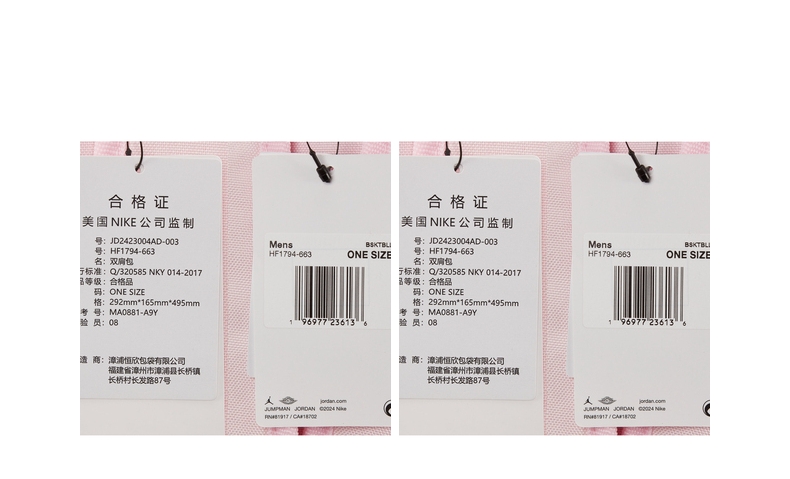 合格证
美国NIKE公司监制
号: JD2423004AD-003
号: HF1794-663
名: 双肩包
行标准: Q/320585 NKY 014-2017
品等级: 合格品
码: ONE SIZE
格: 292mm*165mm*495mm
考 号: MA0881-A9Y
验 员: 08
造 商: 漳浦恒欣包袋有限公司
福建省漳州市漳浦县长桥镇
长桥村长发路87号
Mens BSKTBLL
HF1794-663 ONE SIZE
1 96977 23613 6
JUMPMAN JORDAN
jordan.com
©2024 Nike
RN#81917 / CA#18702
合格证
美国NIKE公司监制
号: JD2423004AD-003
号: HF1794-663
名: 双肩包
行标准: Q/320585 NKY 014-2017
品等级: 合格品
码: ONE SIZE
格: 292mm*165mm*495mm
考 号: MA0881-A9Y
验 员: 08
造 商: 漳浦恒欣包袋有限公司
福建省漳州市漳浦县长桥镇
长桥村长发路87号
Mens BSKTBLL
HF1794-663 ONE SIZE
1 96977 23613 6
JUMPMAN JORDAN
jordan.com
©2024 Nike
RN#81917 / CA#18702